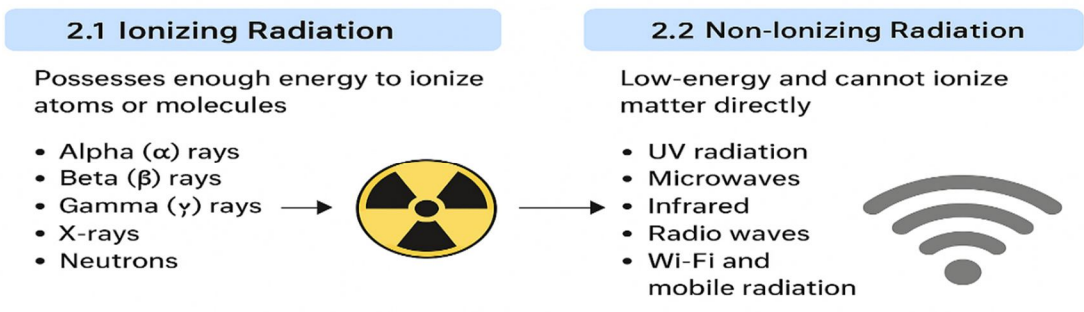 2.1 Ionizing Radiation
Possesses enough energy to ionize
atoms or molecules
• Alpha (α) rays
• Beta (β) rays
• Gamma (γ) rays
• X-rays
• Neutrons
2.2 Non-Ionizing Radiation
Low-energy and cannot ionize
matter directly
• UV radiation
• Microwaves
• Infrared
• Radio waves
• Wi-Fi and
mobile radiation